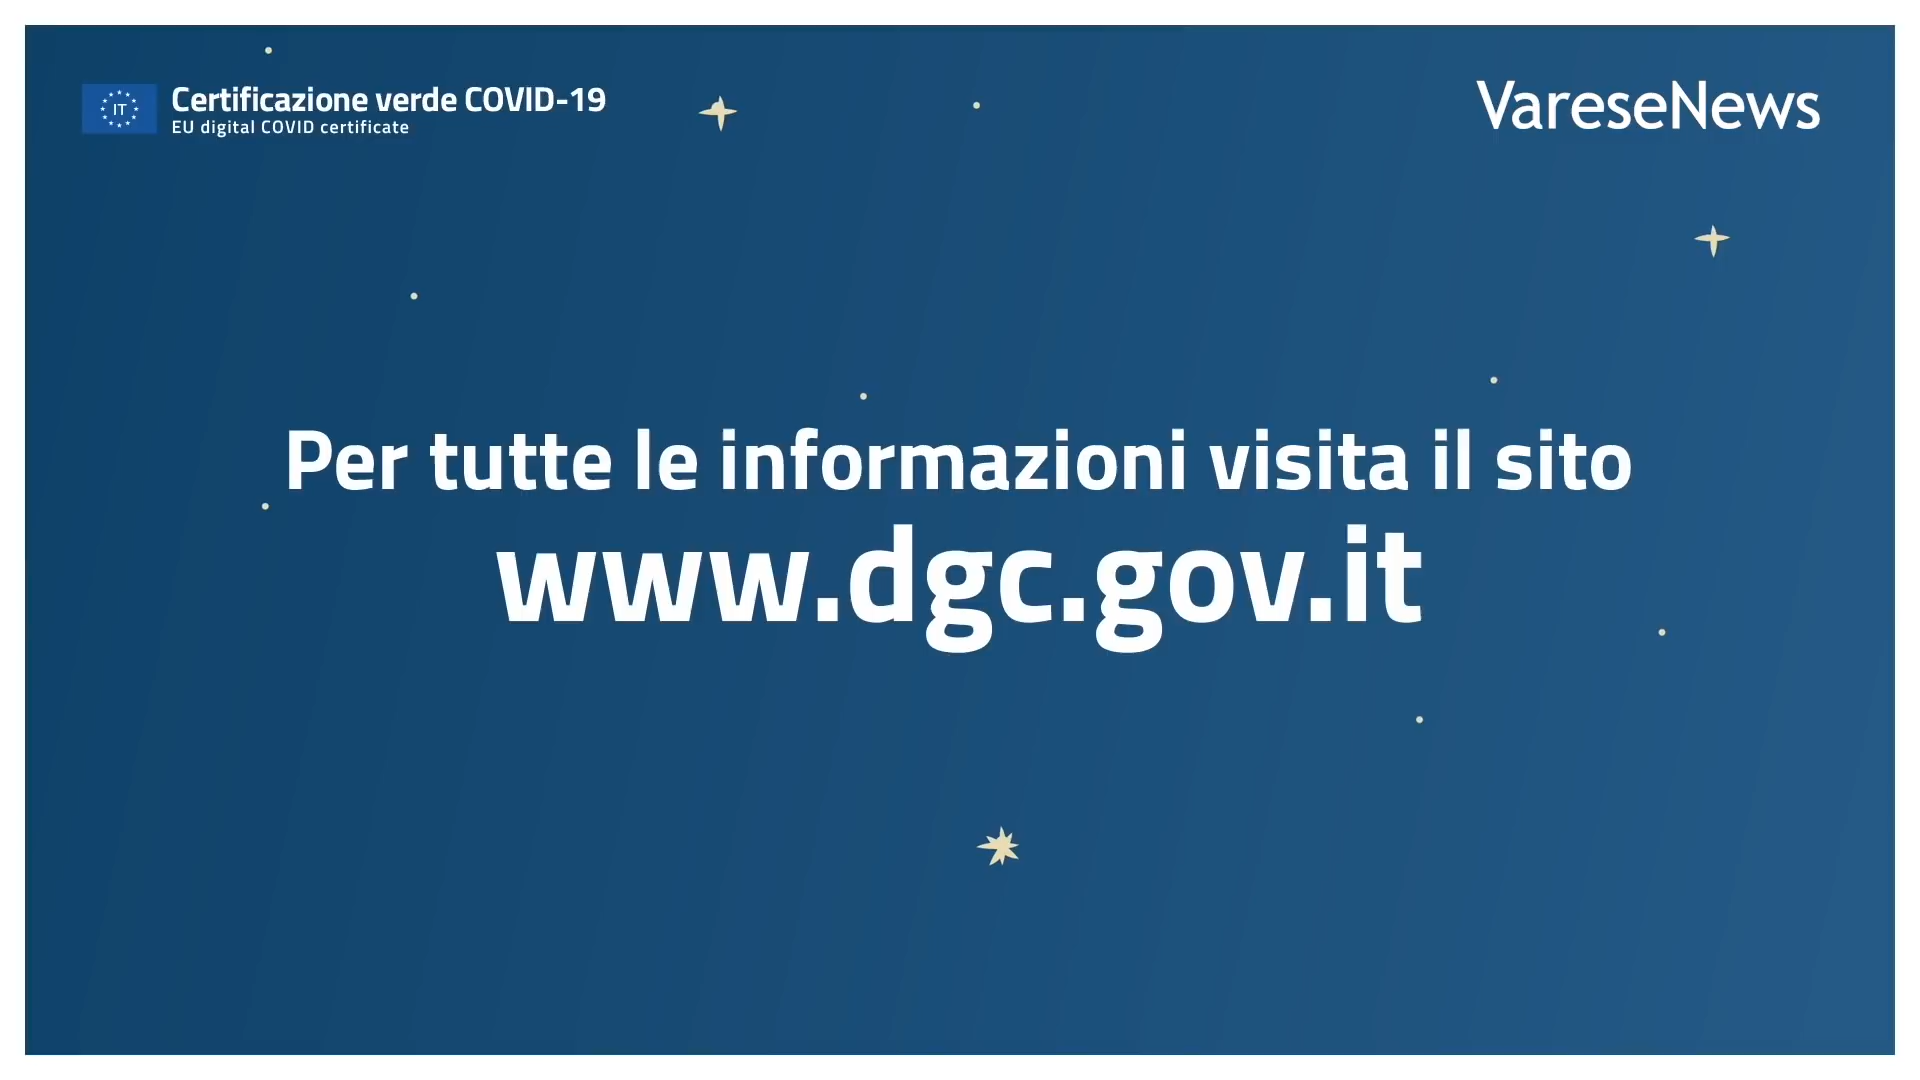 IT
Certificazione verde COVID-19
EU digital COVID certificate
VareseNews
Per tutte le informazioni visita il sito
www.dgc.gov.it